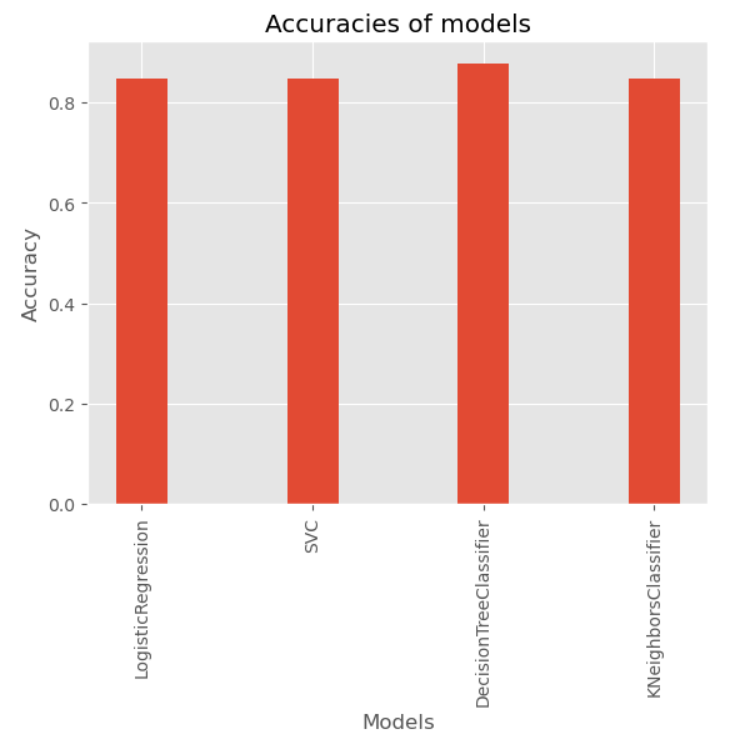 Accuracies of models
Accuracy
0.8
0.6
0.4
0.2
0.0
LogisticRegression
SVC
DecisionTreeClassifier
KNeighborsClassifier
Models